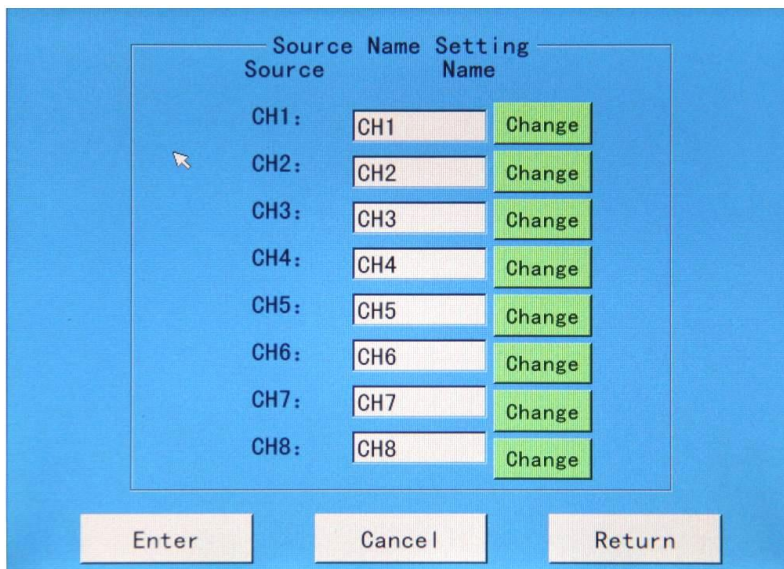 Source Name Setting
Source Name
CH1: CH1 Change
CH2: CH2 Change
CH3: CH3 Change
CH4: CH4 Change
CH5: CH5 Change
CH6: CH6 Change
CH7: CH7 Change
CH8: CH8 Change
Enter Cancel Return